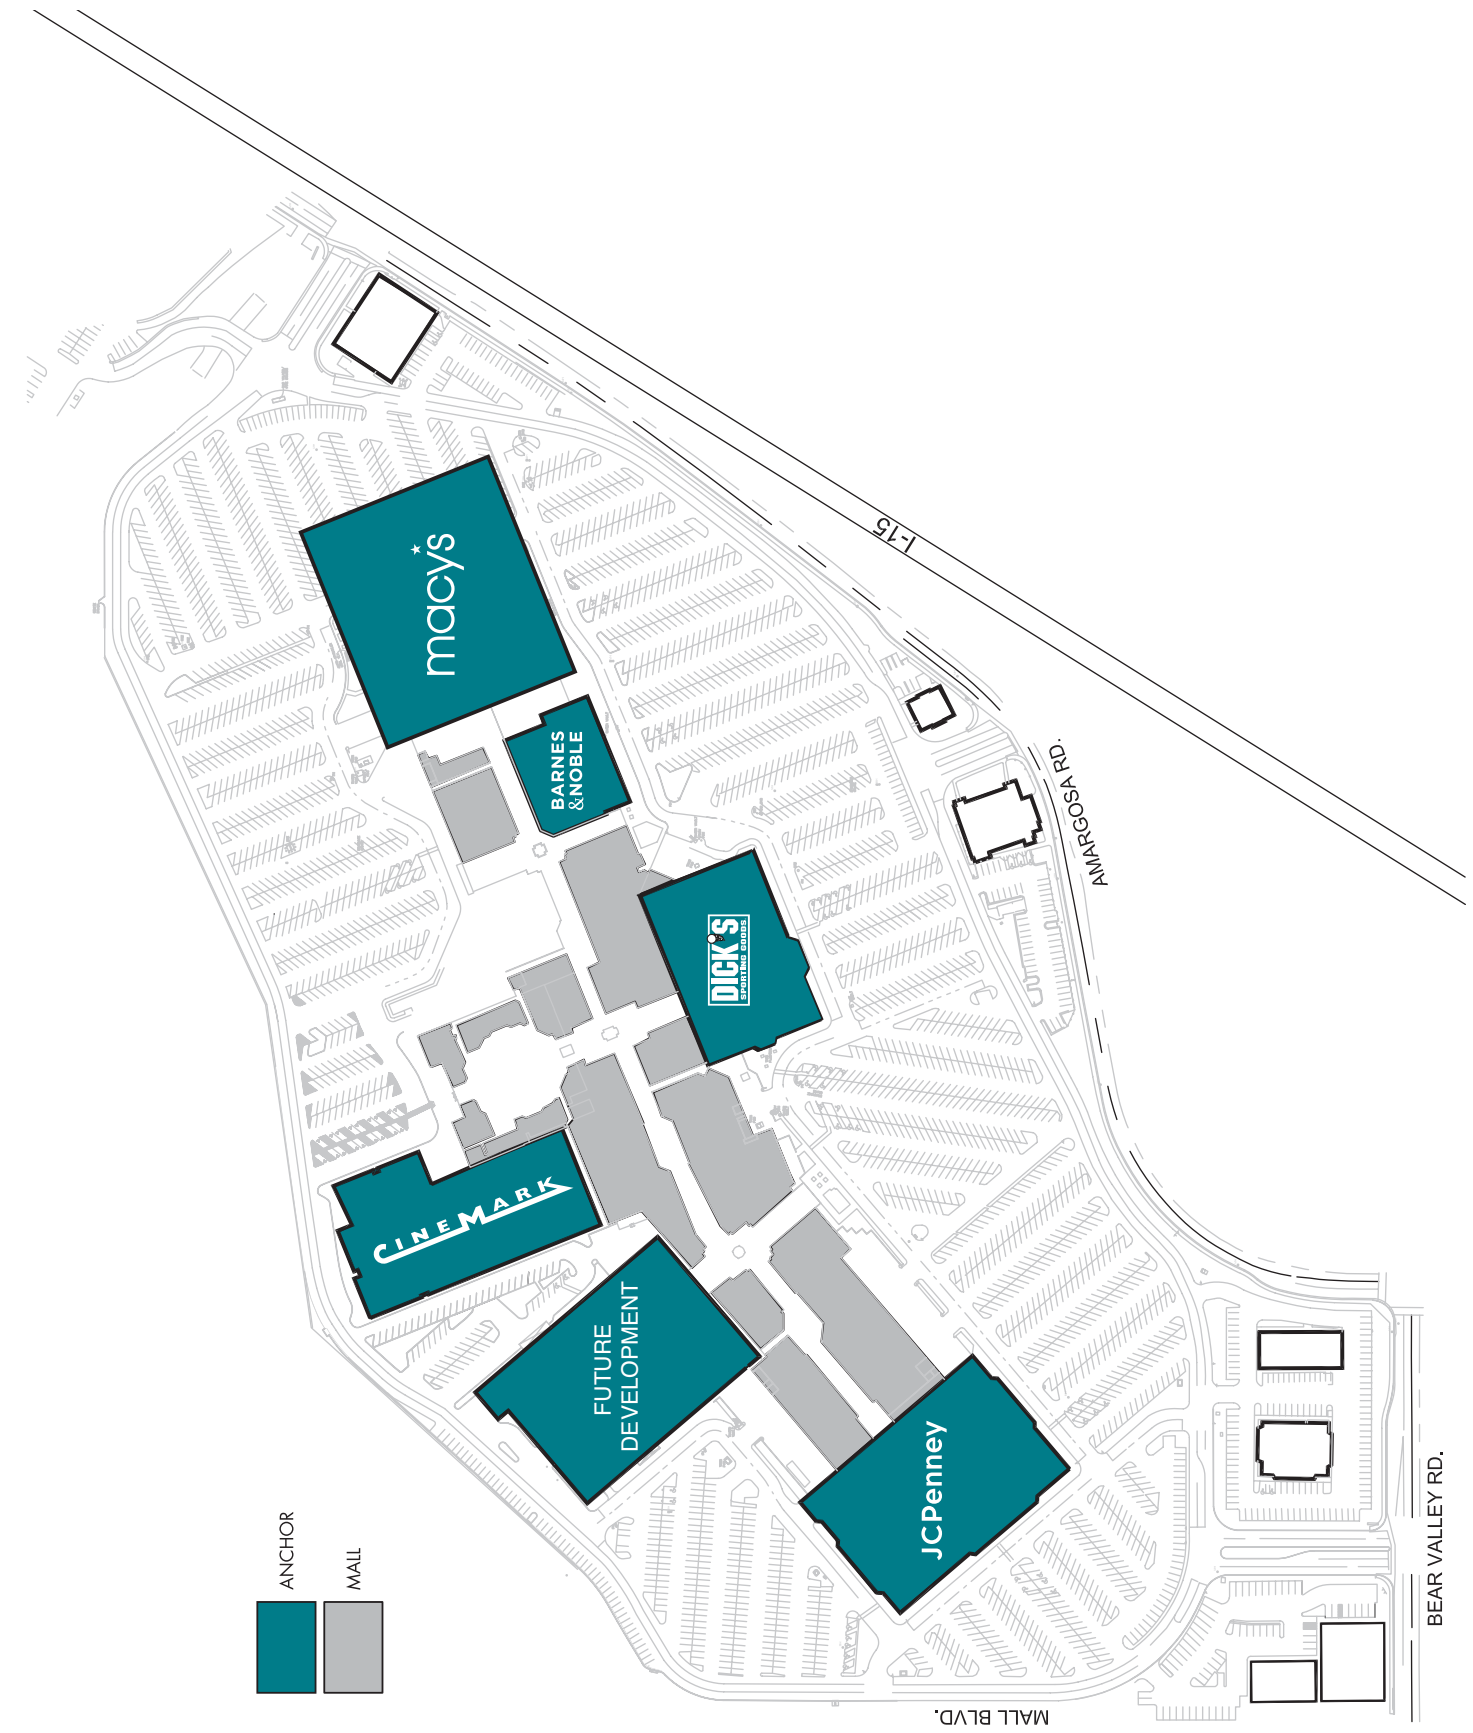 macy's
BARNES
&NOBLE
DICK'S
SPORTING GOODS
CINEMARK
FUTURE
DEVELOPMENT
JCPenney
I-15
AMARGOSA RD.
BEAR VALLEY RD.
MALL BLVD.
ANCHOR
MALL